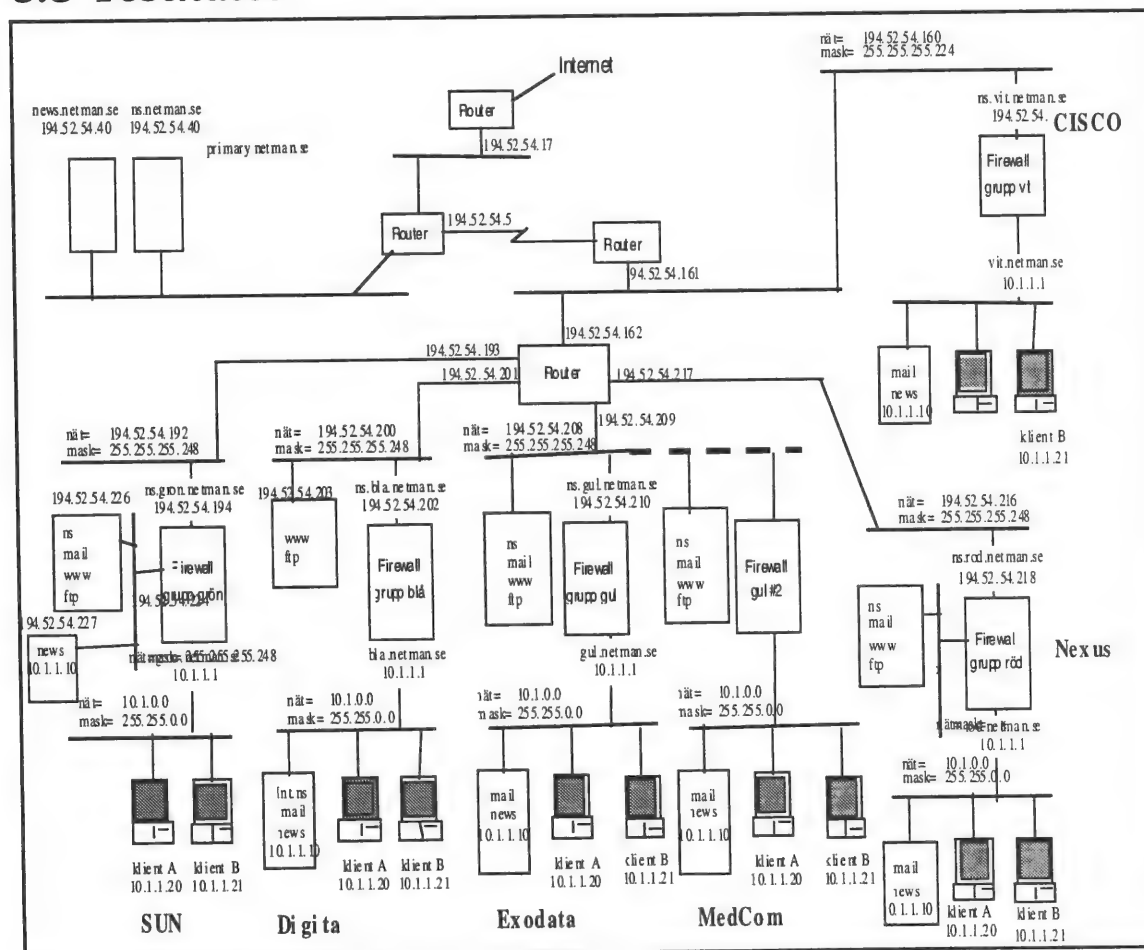 nät= 194.52.54.160
mask= 255.255.255.224
Internet
Router
194.52.54.17
news.netman.se
194.52.54.40
ns.netman.se
194.52.54.40
primary netman.se
ns.vit.netman.se
194.52.54.
CISCO
Firewall
grupp vt
Router
194.52.54.5
Router
94.52.54.161
vit.netman.se
10.1.1.1
194.52.54.162
194.52.54.193
194.52.54.201
Router
194.52.54.217
194.52.54.209
mail
news
10.1.1.10
klient B
10.1.1.21
nät= 194.52.54.192
mask= 255.255.255.248
nät= 194.52.54.200
mask= 255.255.255.248
nät= 194.52.54.208
mask= 255.255.255.248
nät= 194.52.54.216
mask= 255.255.255.248
194.52.54.226
ns.gron.netman.se
194.52.54.194
194.52.54.203
ns.bla.netman.se
194.52.54.202
ns.gul.netman.se
194.52.54.210
ns.rod.netman.se
194.52.54.218
ns
mail
www
ftp
Firewall
grupp grön
www
ftp
Firewall
grupp blå
ns
mail
www
ftp
Firewall
grupp gul
ns
mail
www
ftp
Firewall
gul #2
ns
mail
www
ftp
Firewal
grupp röd
Nexus
194.52.54.227
news
10.1.1.10
10.1.1.1
bla.netman.se
10.1.1.1
gul.netman.se
10.1.1.1
10.1.1.1
nät= 10.1.0.0
mask= 255.255.0.0
nät= 10.1.0.0
mask= 255.255.0.0
nät= 10.1.0.0
mask= 255.255.0.0
nät= 10.1.0.0
mask= 255.255.0.0
nät= 10.1.0.0
mask= 255.255.0.0
klient A
10.1.1.20
klient B
10.1.1.21
Int.ns
mail
news
10.1.1.10
klient A
10.1.1.20
klient B
10.1.1.21
mail
news
10.1.1.10
klient A
10.1.1.20
client B
10.1.1.21
mail
news
10.1.1.10
klient A
10.1.1.20
client B
10.1.1.21
mail
news
0.1.1.10
klient A
10.1.1.20
klient B
10.1.1.21
SUN
Digita
Exodata
MedCom